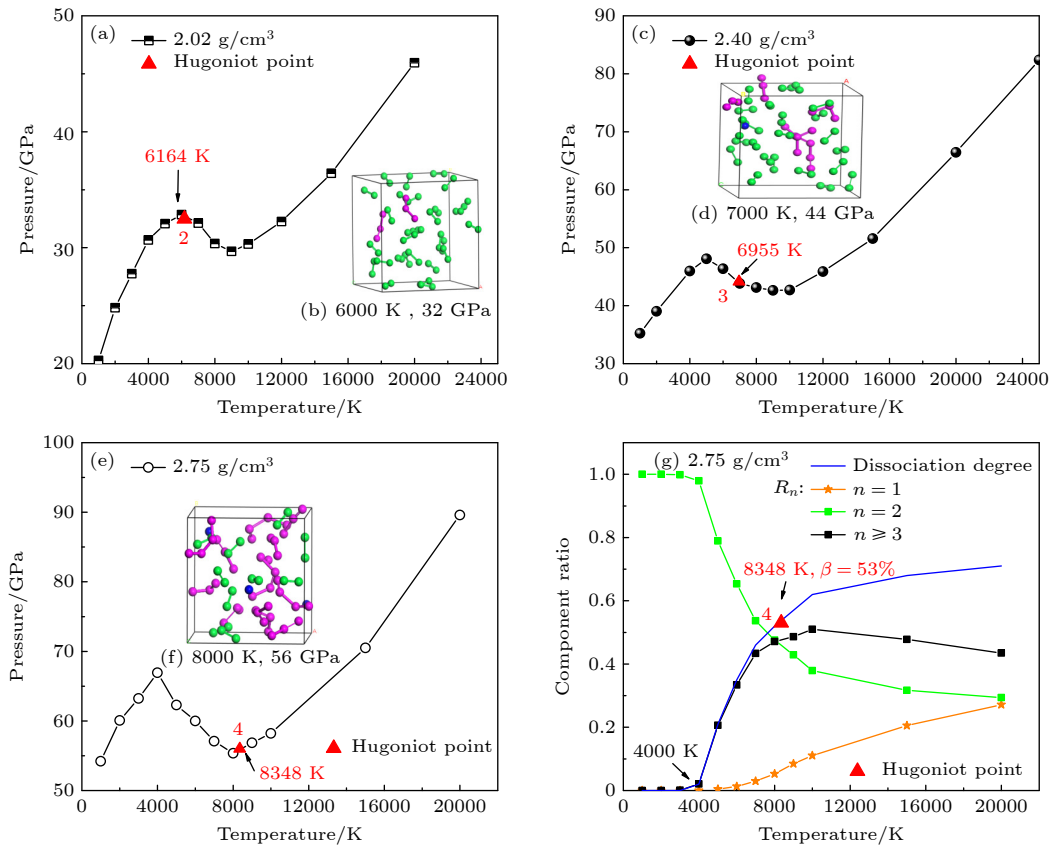 (a)
2.02 g/cm³
Hugoniot point
6164 K
2
(b) 6000 K , 32 GPa
50
40
30
20
0
4000
8000
12000
16000
20000
24000
Pressure/GPa
Temperature/K
(c)
2.40 g/cm³
Hugoniot point
A
(d) 7000 K, 44 GPa
6955 K
3
90
80
70
60
50
40
30
0
4000
8000
12000
16000
20000
24000
Pressure/GPa
Temperature/K
(e)
2.75 g/cm³
(f) 8000 K, 56 GPa
4
8348 K
Hugoniot point
100
90
80
70
60
50
0
4000
8000
12000
16000
20000
Pressure/GPa
Temperature/K
(g) 2.75 g/cm³
Dissociation degree
Rₙ:
n = 1
n = 2
n ⩾ 3
8348 K, β = 53%
4
4000 K
Hugoniot point
1.0
0.8
0.6
0.4
0.2
0
0
4000
8000
12000
16000
20000
Component ratio
Temperature/K